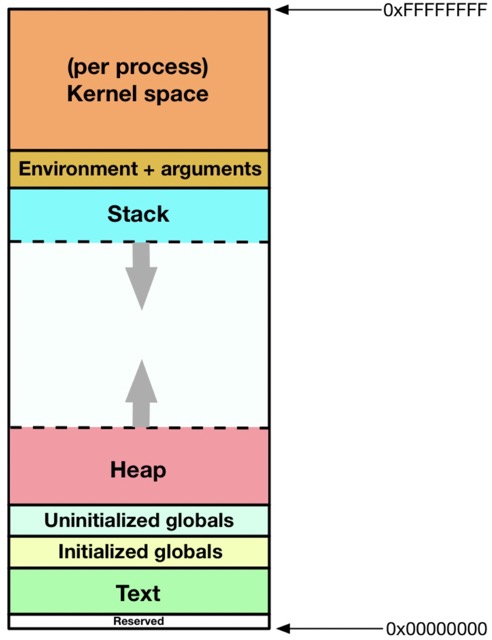 0xFFFFFFFF
(per process)
Kernel space
Environment + arguments
Stack
Heap
Uninitialized globals
Initialized globals
Text
Reserved
0x00000000